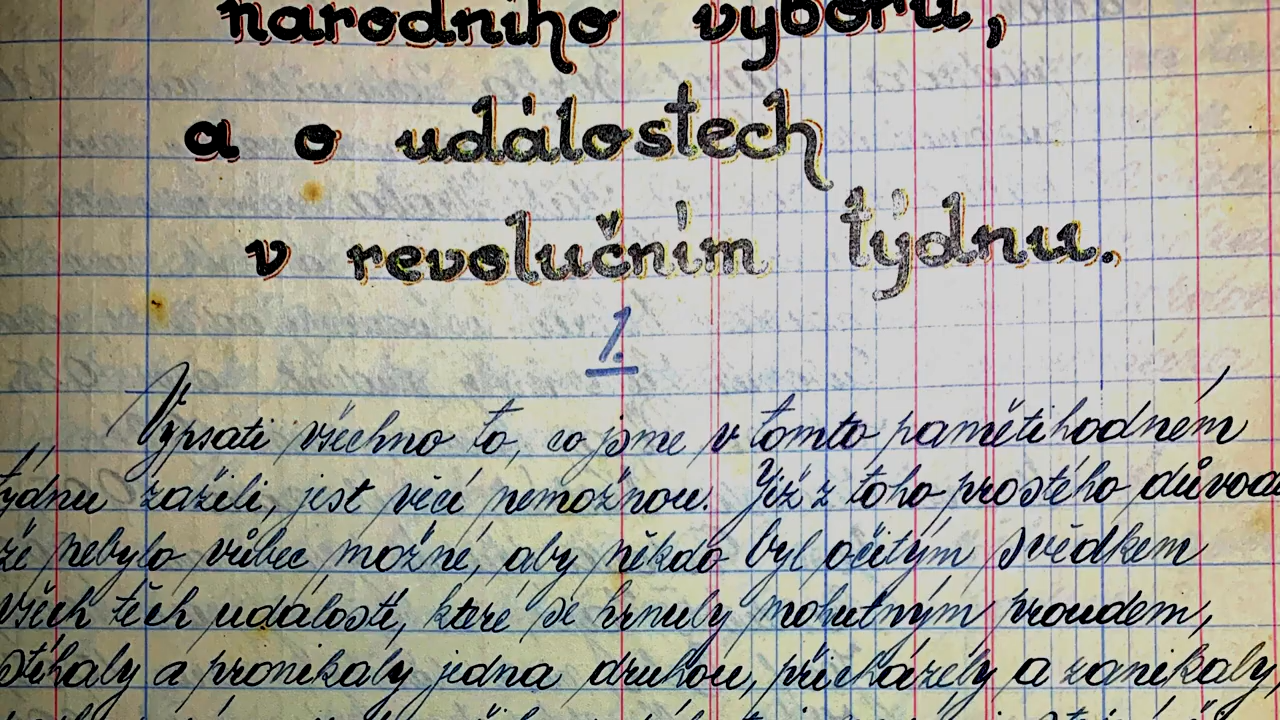 národního výboru,
a o událostech
v revolučním týdnu.
1.
Vypsati všechno to, co jsme v tomto pamětihodném
týdnu zažili, jest věcí nemožnou. Již z toho prostého důvodu
že nebylo vůbec možné, aby někdo byl očitým svědkem
všech těch událostí, které se hrnuly mohutným proudem,
stíhaly a pronikaly jedna druhou, přicházely a zanikaly,